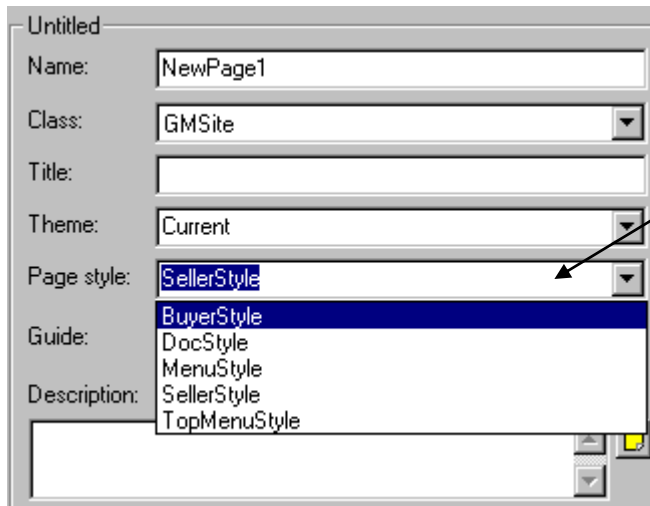 Untitled
Name: NewPage1
Class: GMSite
Title:
Theme: Current
Page style: SellerStyle
BuyerStyle
Guide: DocStyle
MenuStyle
Description: SellerStyle
TopMenuStyle